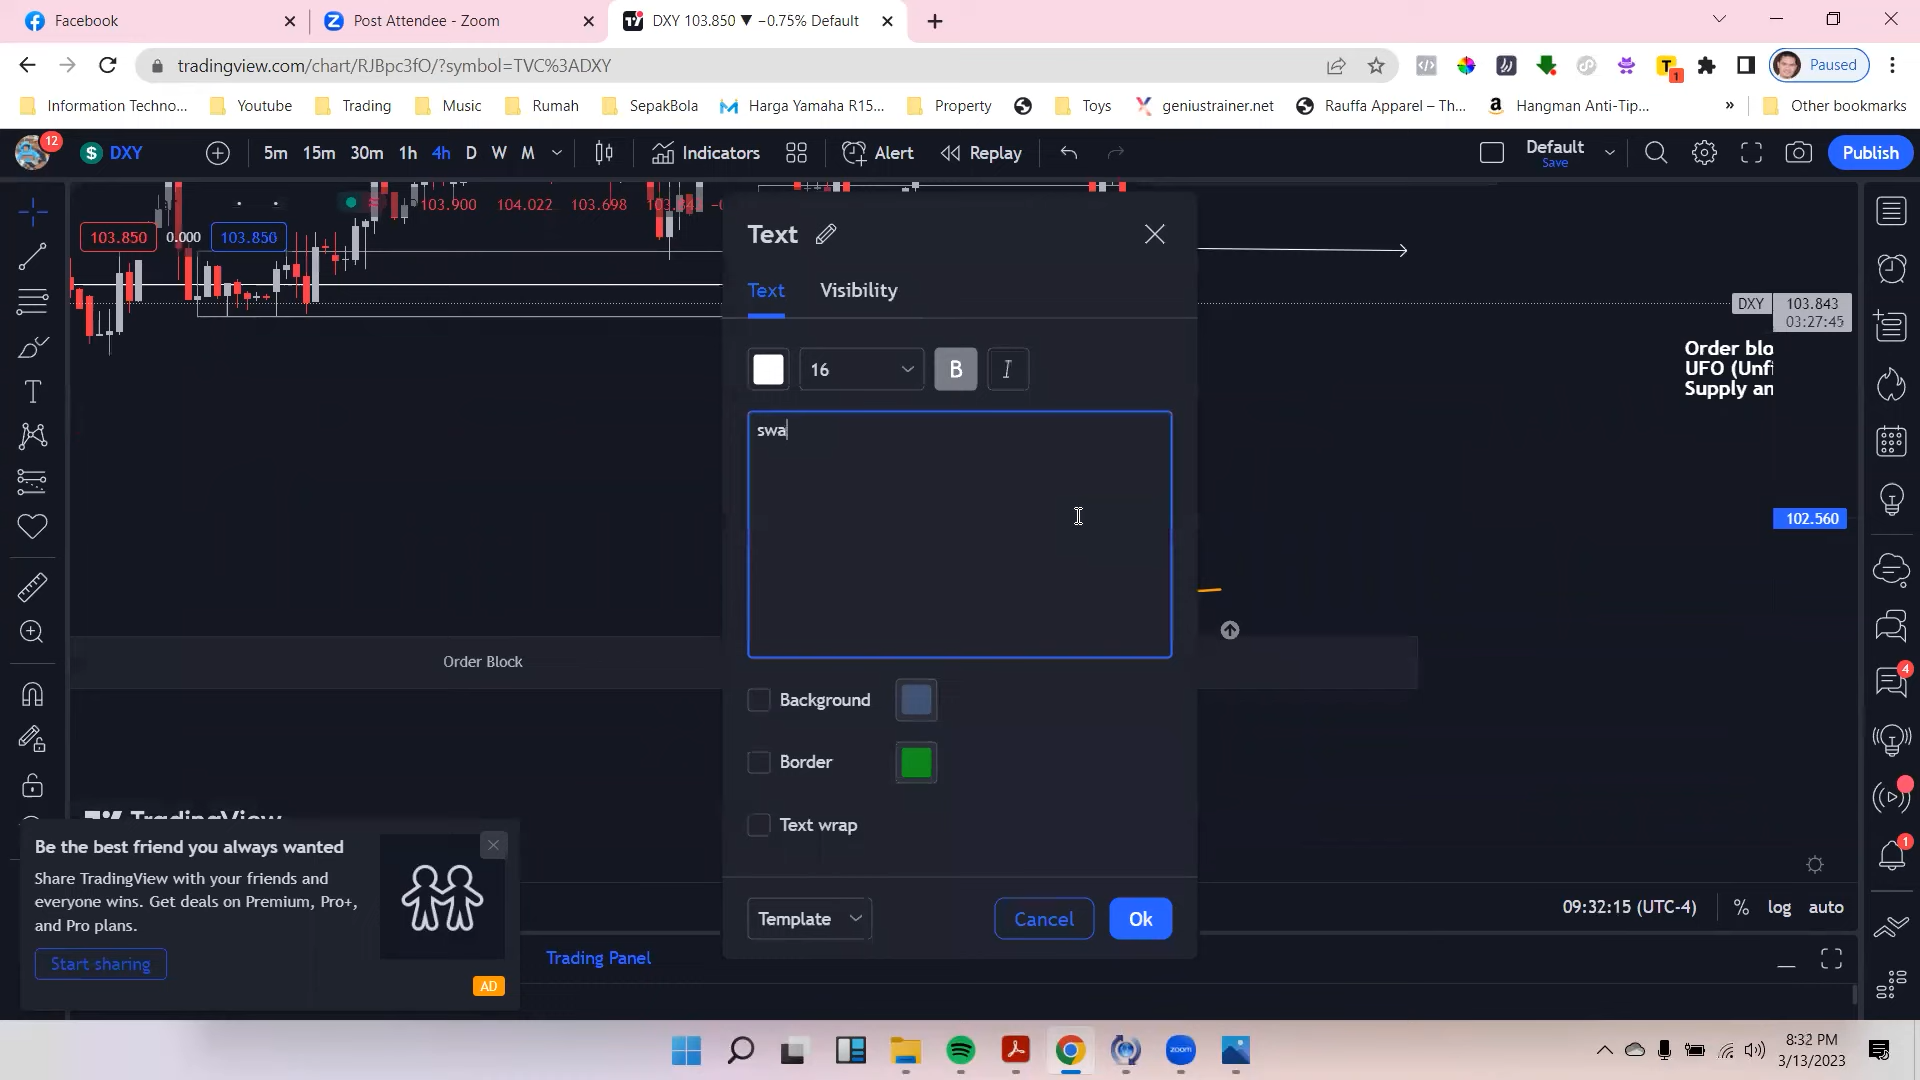 Facebook
Post Attendee - Zoom
DXY 103.850 ▼ −0.75% Default
tradingview.com/chart/RJBpc3fO/?symbol=TVC%3ADXY
Paused
Information Techno...
Youtube
Trading
Music
Rumah
SepakBola
Harga Yamaha R15...
Property
Toys
geniustrainer.net
Rauffa Apparel – Th...
Hangman Anti-Tip...
»
Other bookmarks
12
DXY
5m 15m 30m 1h 4h D W M
Indicators
Alert
Replay
Default
Save
Publish
103.900 104.022 103.698
103.850 0.000 103.850
Text
Text Visibility
16 B I
swa
Background
Border
Text wrap
Template
Cancel
Ok
DXY 103.843
03:27:45
Order blo
UFO (Unfi
Supply an
102.560
Order Block
TradingView
Be the best friend you always wanted
Share TradingView with your friends and
everyone wins. Get deals on Premium, Pro+,
and Pro plans.
Start sharing
AD
09:32:15 (UTC-4)
% log auto
Trading Panel
4
1
8:32 PM
3/13/2023
zoom